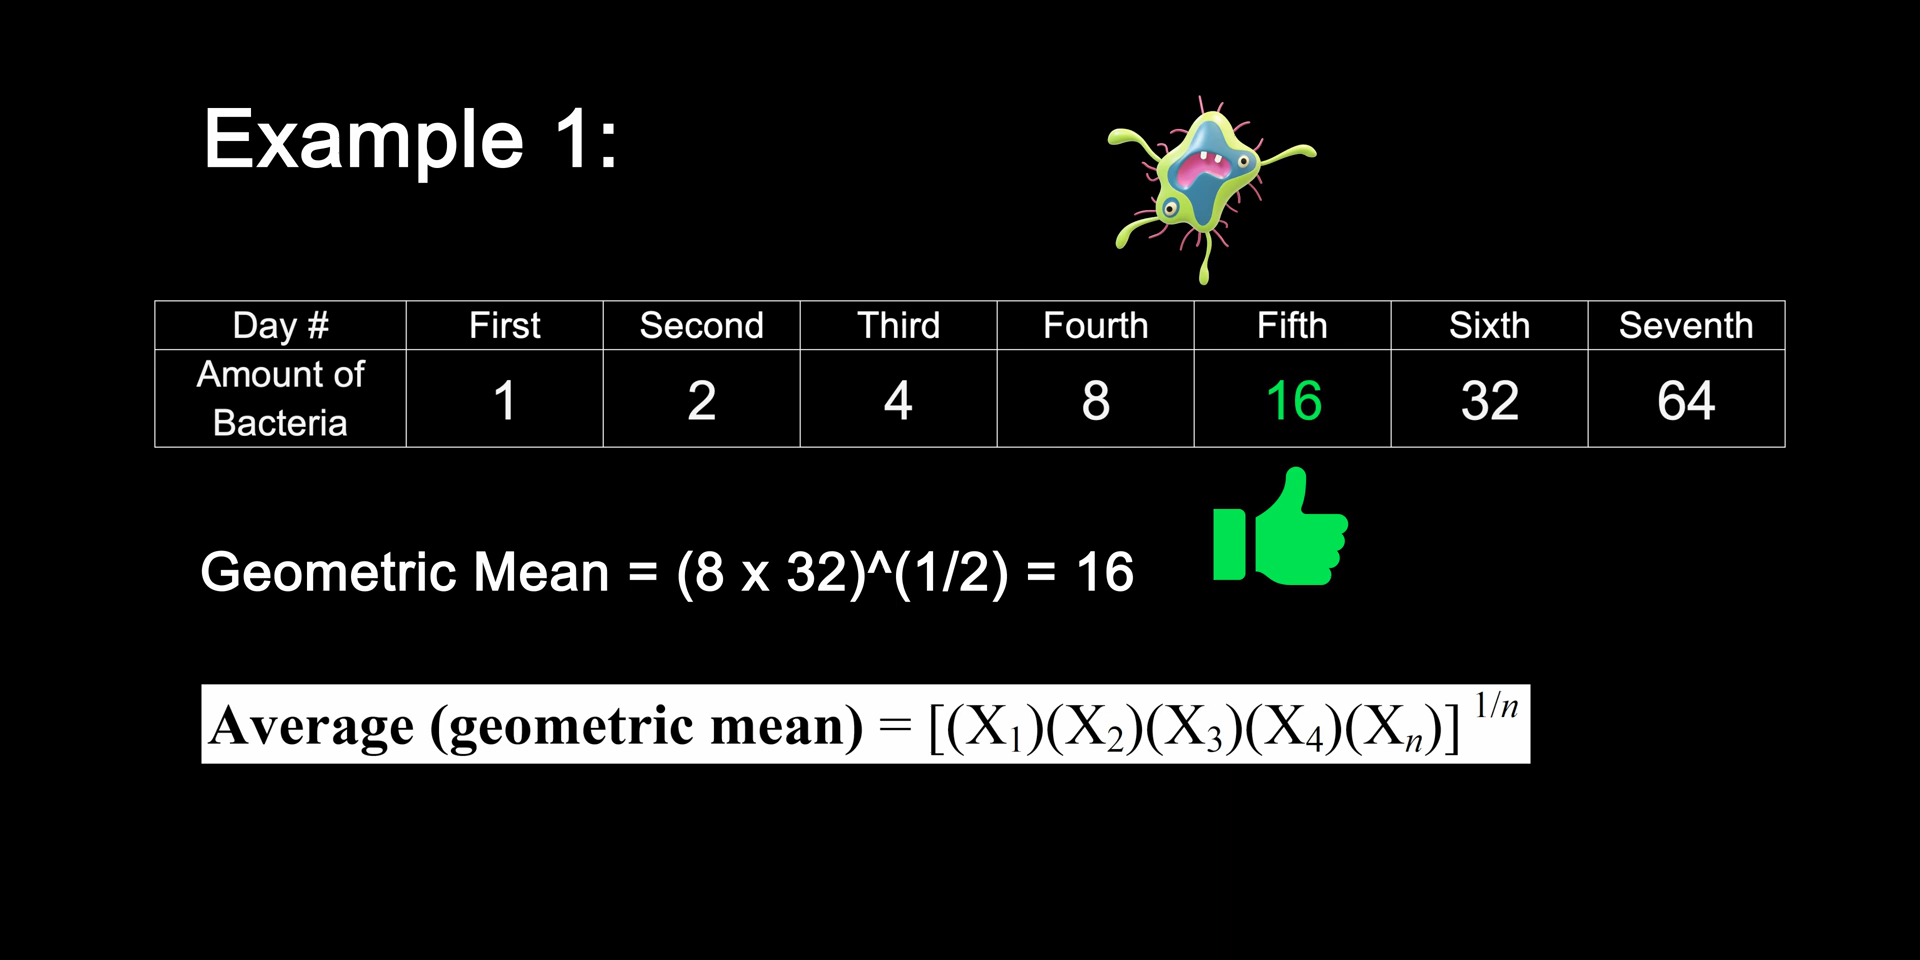 Example 1:
Day # First Second Third Fourth Fifth Sixth Seventh
Amount of Bacteria 1 2 4 8 16 32 64
Geometric Mean = (8 x 32)^(1/2) = 16
Average (geometric mean) = [(X₁)(X₂)(X₃)(X₄)(Xₙ)] ¹/ⁿ